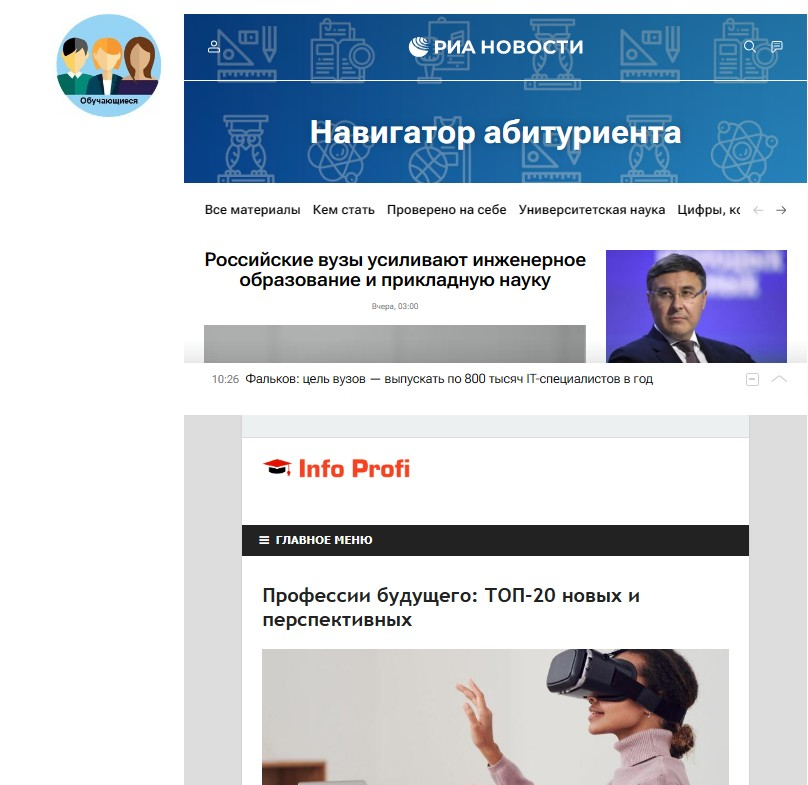 Обучающиеся
РИА НОВОСТИ
Навигатор абитуриента
Все материалы Кем стать Проверено на себе Университетская наука Цифры, кс
Российские вузы усиливают инженерное
образование и прикладную науку
Вчера, 03:00
10:26 Фальков: цель вузов — выпускать по 800 тысяч IT-специалистов в год
Info Profi
ГЛАВНОЕ МЕНЮ
Профессии будущего: ТОП-20 новых и
перспективных